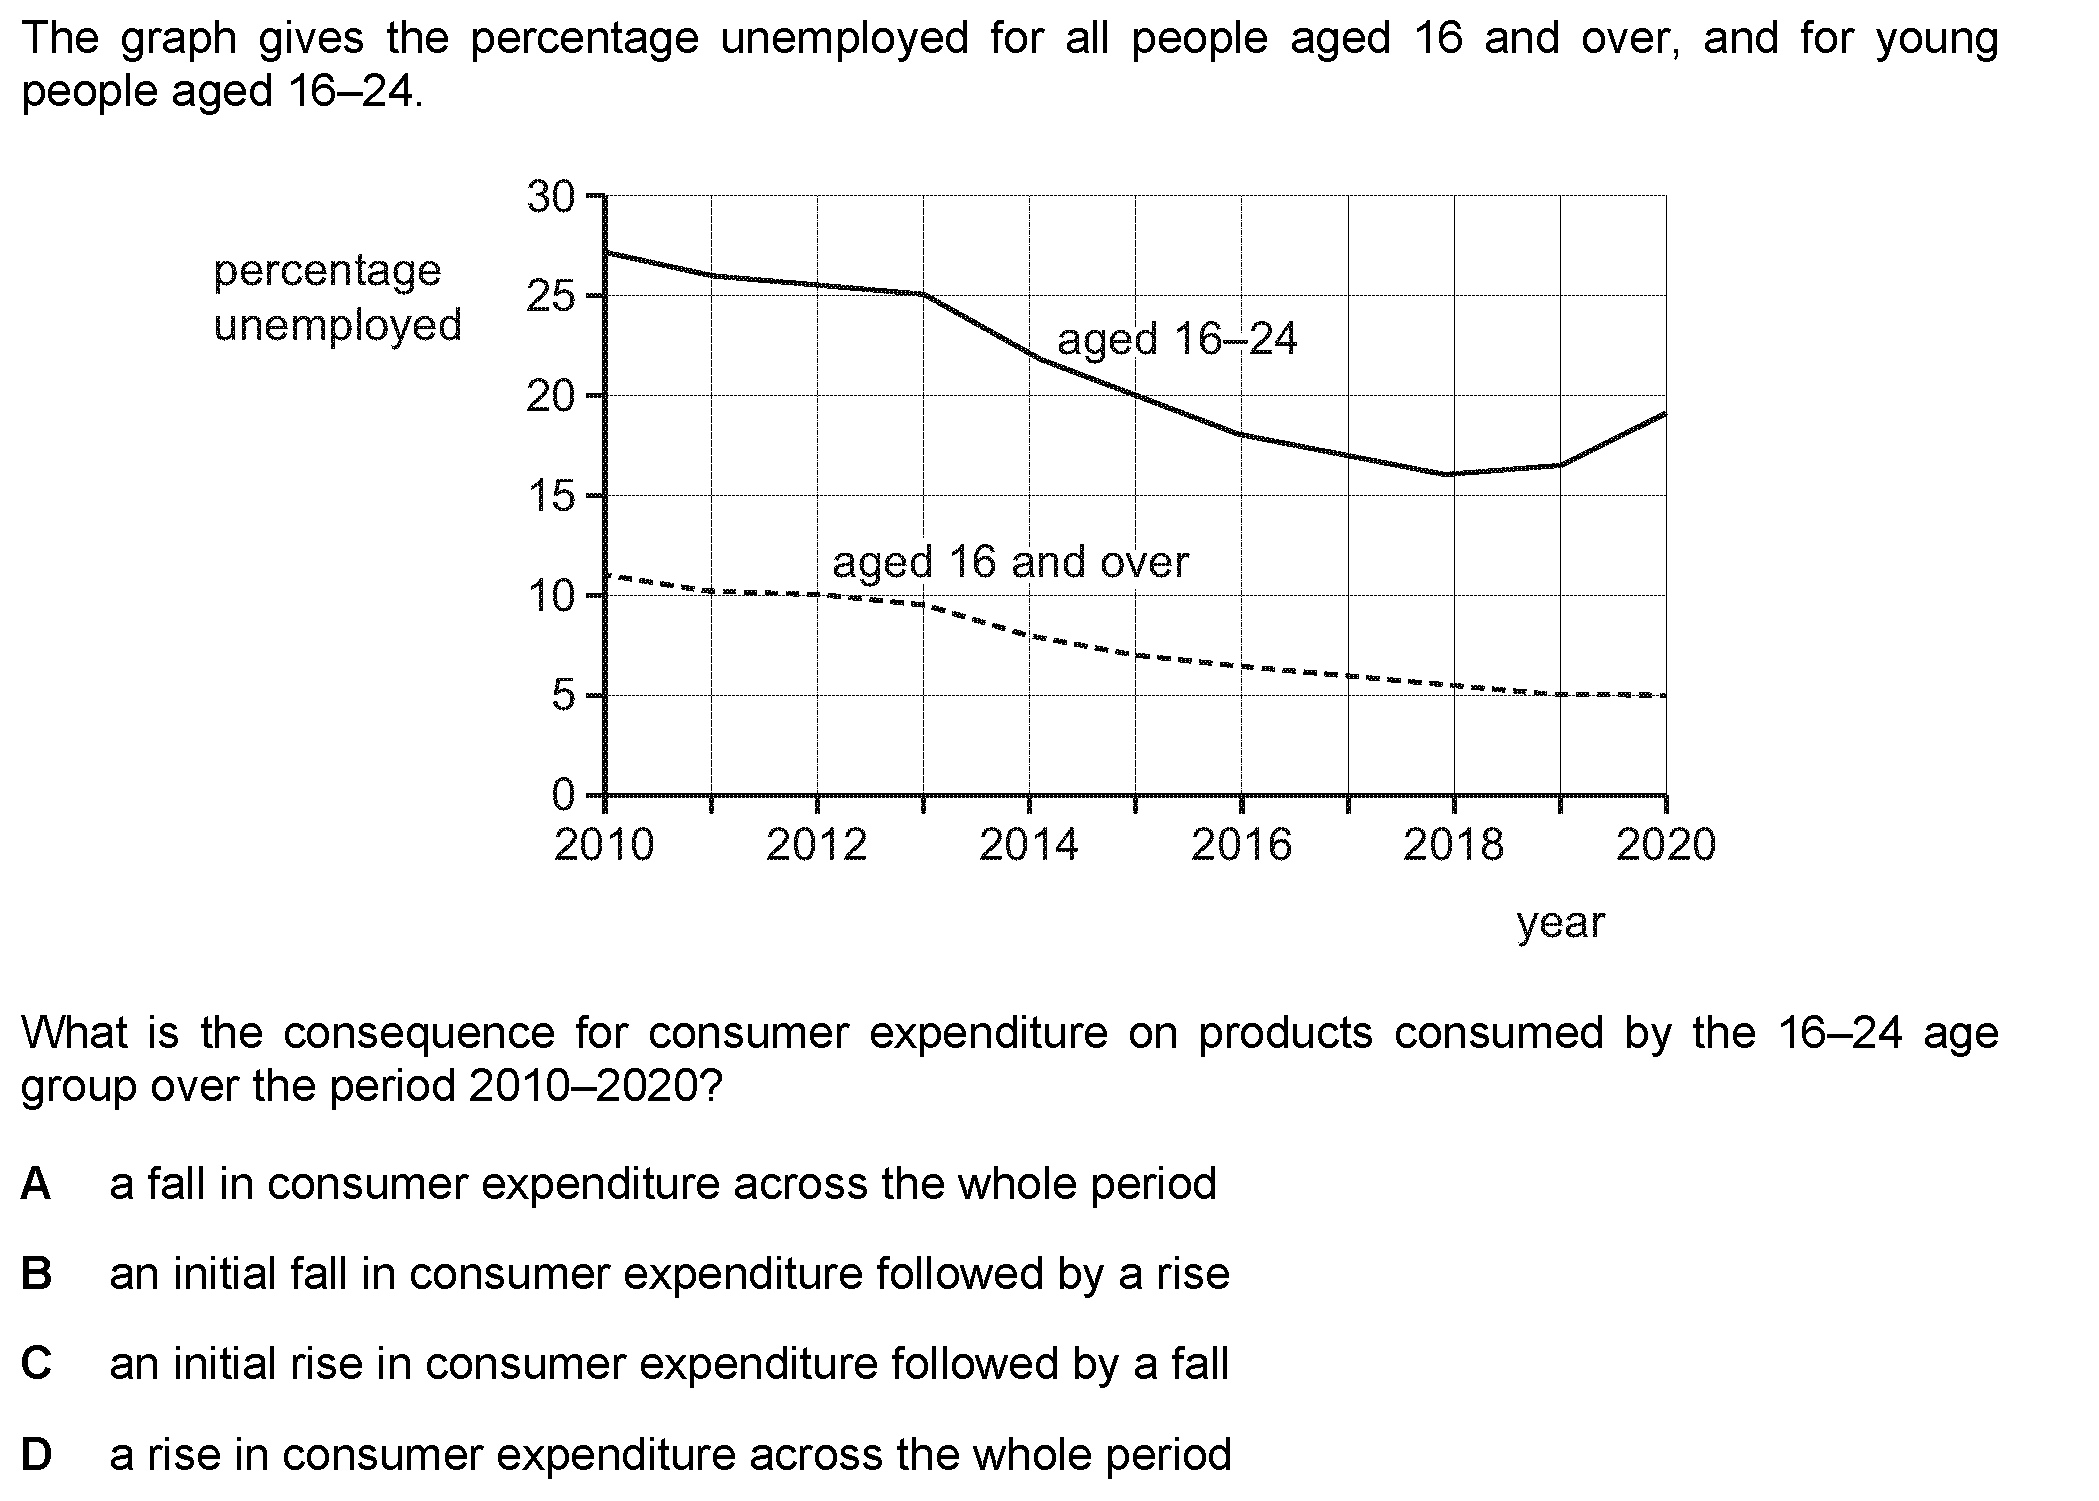 The graph gives the percentage unemployed for all people aged 16 and over, and for young
people aged 16–24.
30
percentage
unemployed
25
aged 16–24
20
15
aged 16 and over
10
5
0
2010 2012 2014 2016 2018 2020
year
What is the consequence for consumer expenditure on products consumed by the 16–24 age
group over the period 2010–2020?
A a fall in consumer expenditure across the whole period
B an initial fall in consumer expenditure followed by a rise
C an initial rise in consumer expenditure followed by a fall
D a rise in consumer expenditure across the whole period